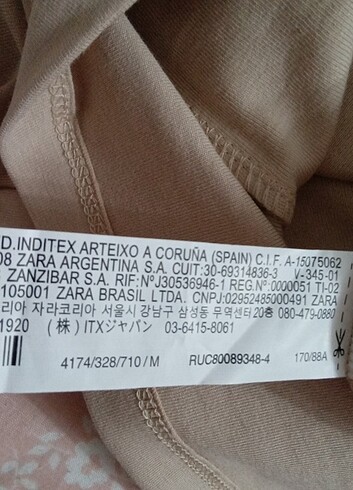 D.INDITEX ARTEIXO A CORUÑA (SPAIN) C.I.F. A-15075062
08 ZARA ARGENTINA S.A. CUIT:30-69314836-3 V-345-01
ZANZIBAR S.A. RIF:NºJ30536946-1 REG.Nº:0000051 TI-02
105001 ZARA BRASIL LTDA. CNPJ:02952485000491 ZARA
리아 자라코리아 서울시 강남구 삼성동 무역센터20층 080-479-0880
1920 (株) ITXジャパン 03-6415-8061
4174/328/710/M RUC80089348-4 170/88A